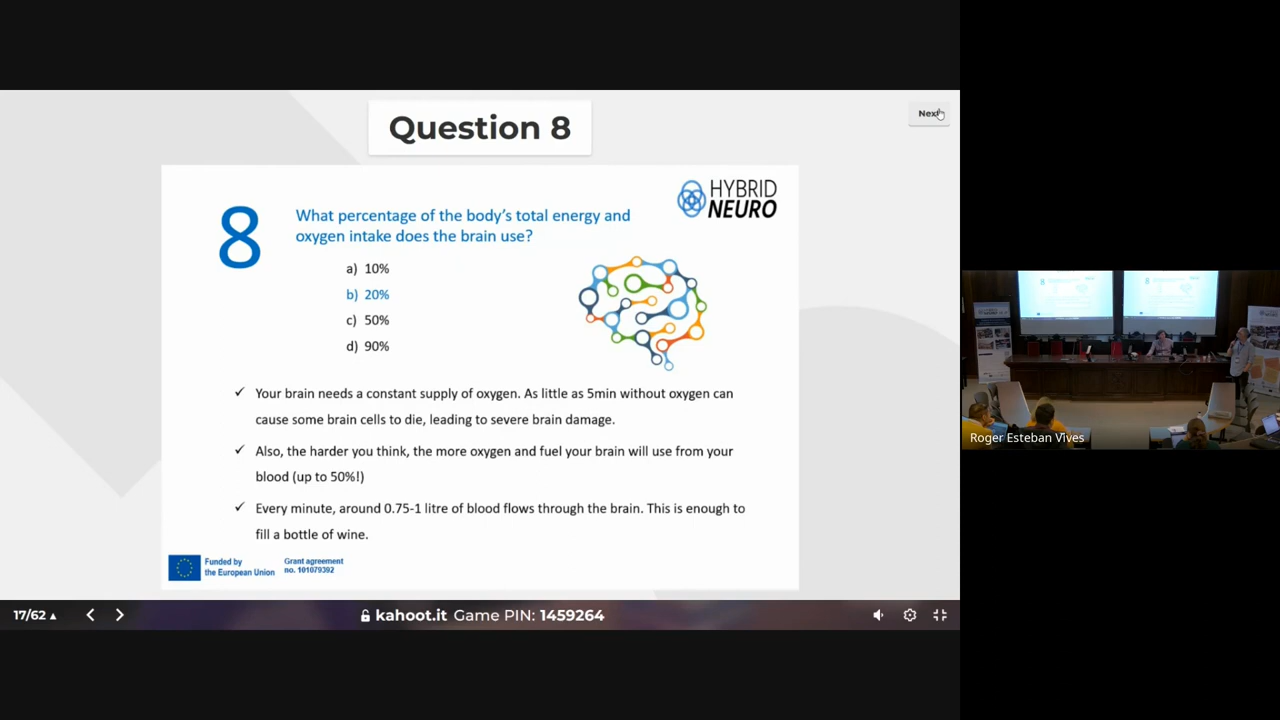 Question 8
Next
HYBRID
NEURO
8
What percentage of the body's total energy and
oxygen intake does the brain use?
a) 10%
b) 20%
c) 50%
d) 90%
✓ Your brain needs a constant supply of oxygen. As little as 5min without oxygen can
cause some brain cells to die, leading to severe brain damage.
✓ Also, the harder you think, the more oxygen and fuel your brain will use from your
blood (up to 50%!)
✓ Every minute, around 0.75-1 litre of blood flows through the brain. This is enough to
fill a bottle of wine.
Funded by
the European Union
Grant agreement
no. 101079392
17/62
kahoot.it Game PIN: 1459264
Roger Esteban Vives